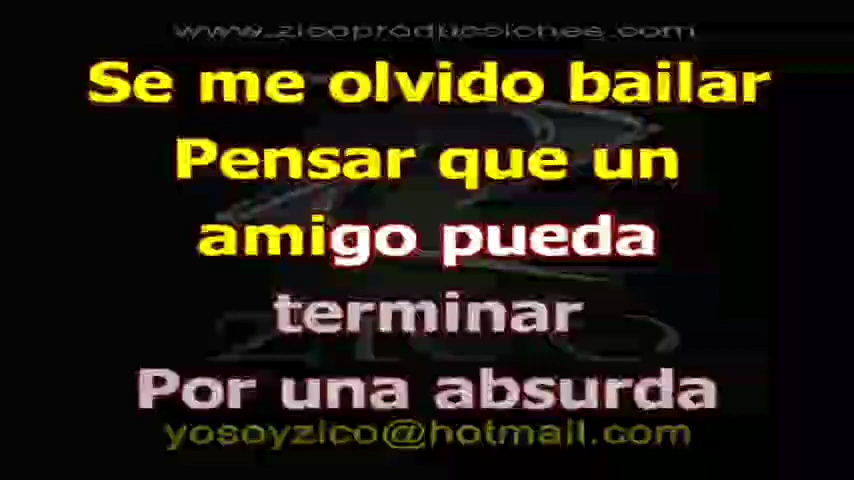 www.zicoproducciones.com
Se me olvido bailar
Pensar que un
amigo pueda
terminar
Por una absurda
ZICO
yosoyzico@hotmail.com